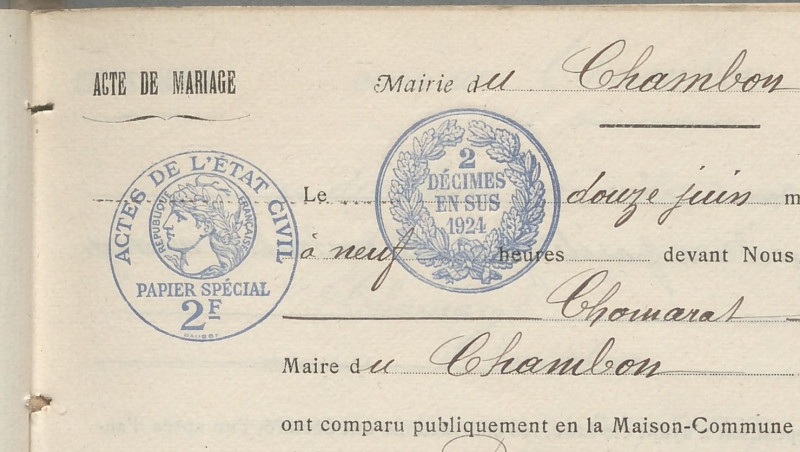 ACTE DE MARIAGE
Mairie du Chambon
ACTES DE L'ÉTAT CIVIL
RÉPUBLIQUE FRANÇAISE
PAPIER SPÉCIAL
2F
2
DÉCIMES
EN SUS
1924
Le douze juin m
à neuf heures devant Nous
Chomarat
Maire du Chambon
ont comparu publiquement en la Maison-Commune